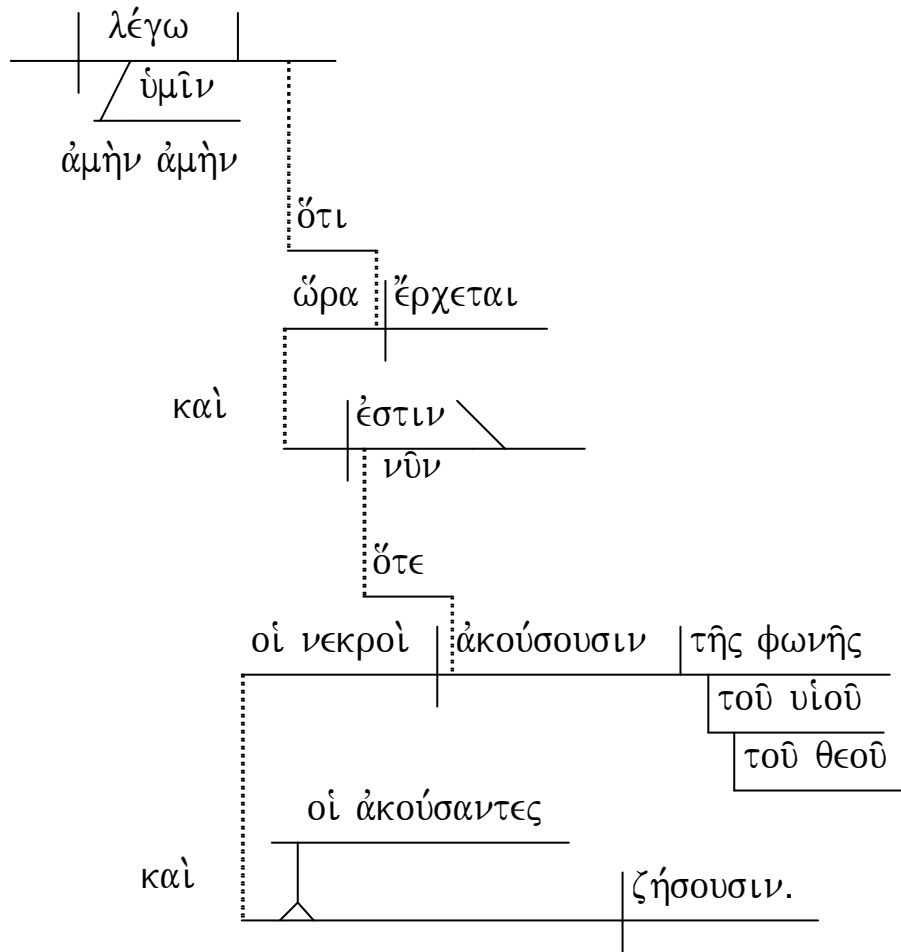 λέγω
ὑμῖν
ἀμὴν ἀμὴν
ὅτι
ὥρα ἔρχεται
καὶ
ἐστιν
νῦν
ὅτε
οἱ νεκροὶ ἀκούσουσιν τῆς φωνῆς
τοῦ υἱοῦ
τοῦ θεοῦ
οἱ ἀκούσαντες
καὶ
ζήσουσιν.